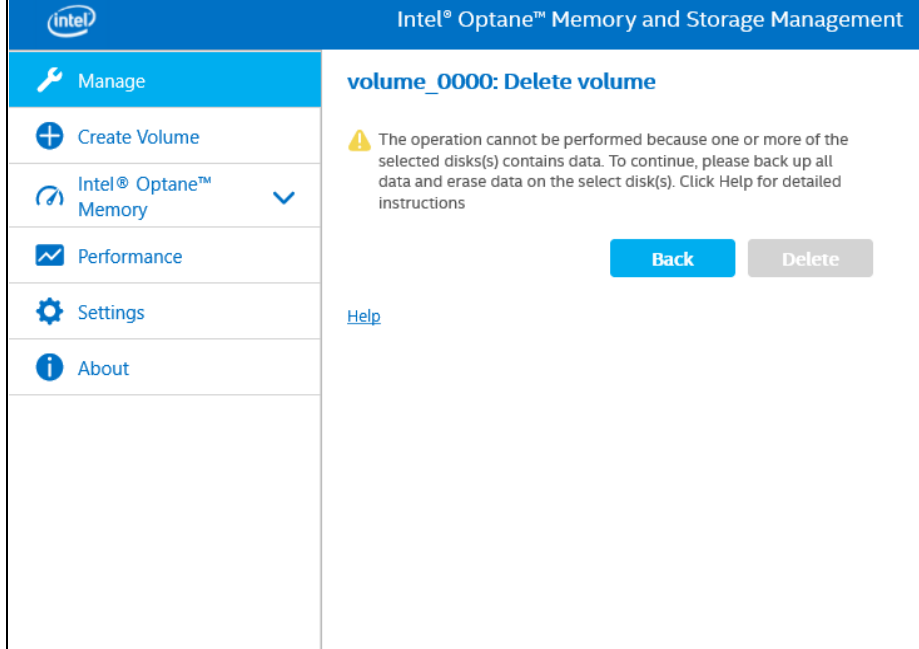 intel
Intel® Optane™ Memory and Storage Management
Manage
Create Volume
Intel® Optane™
Memory
Performance
Settings
About
volume_0000: Delete volume
The operation cannot be performed because one or more of the
selected disks(s) contains data. To continue, please back up all
data and erase data on the select disk(s). Click Help for detailed
instructions
Back
Delete
Help